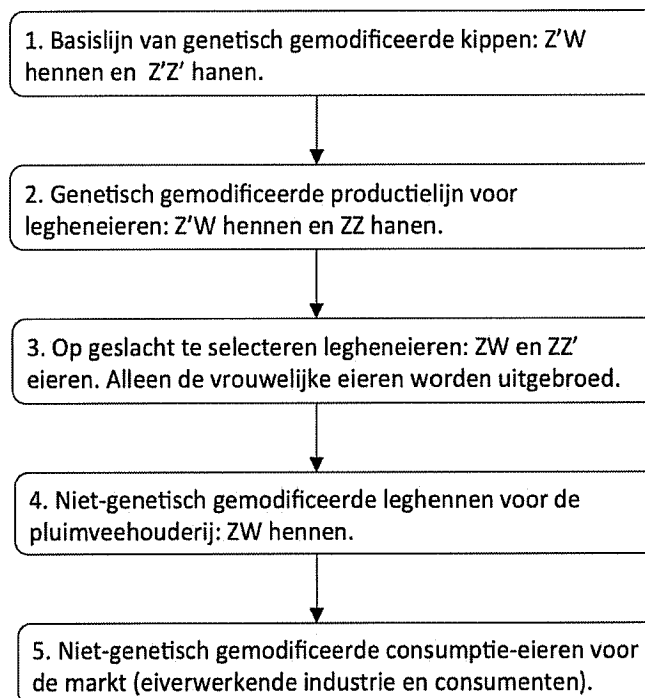 1. Basislijn van genetisch gemodificeerde kippen: Z'W
hennen en Z'Z' hanen.
2. Genetisch gemodificeerde productielijn voor
legheneieren: Z'W hennen en ZZ hanen.
3. Op geslacht te selecteren legheneieren: ZW en ZZ'
eieren. Alleen de vrouwelijke eieren worden uitgebroed.
4. Niet-genetisch gemodificeerde leghennen voor de
pluimveehouderij: ZW hennen.
5. Niet-genetisch gemodificeerde consumptie-eieren voor
de markt (eiverwerkende industrie en consumenten).